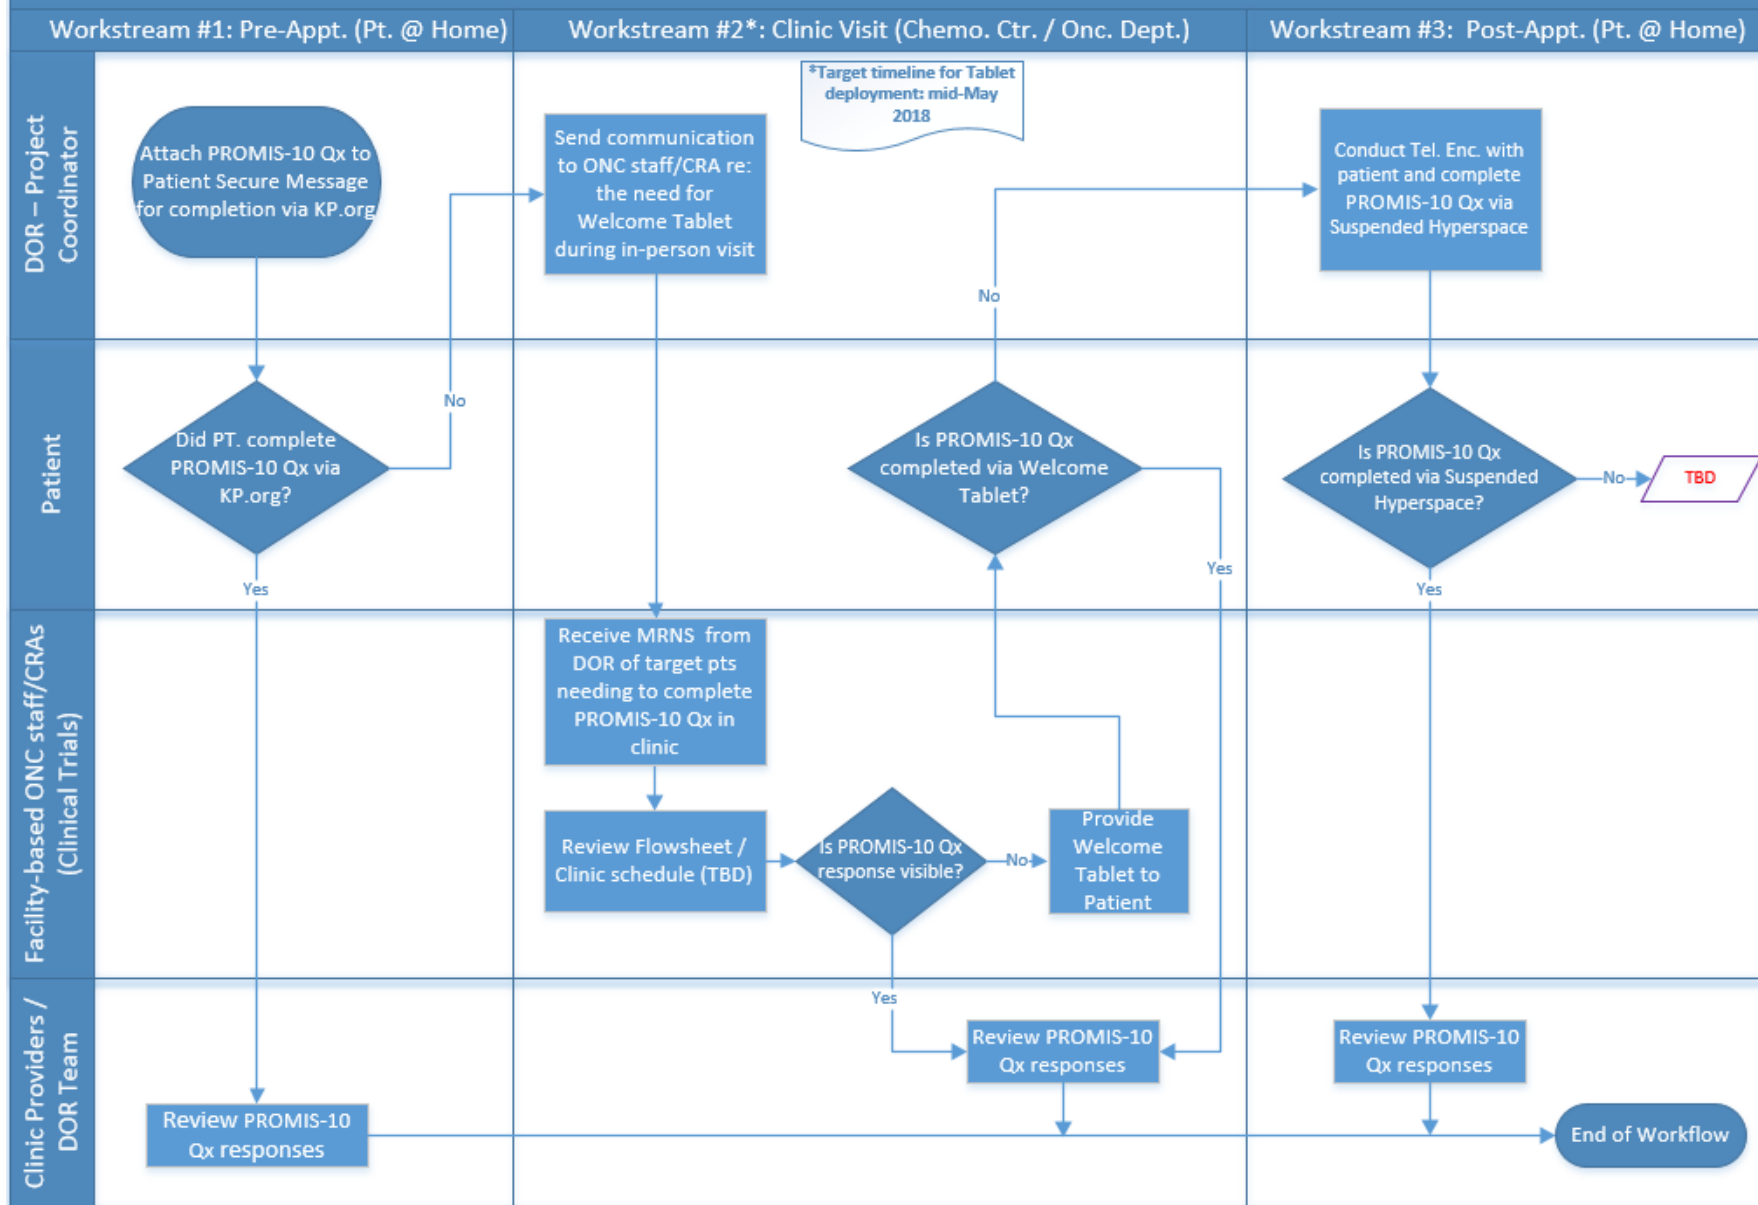 Workstream #1: Pre-Appt. (Pt. @ Home)
Workstream #2*: Clinic Visit (Chemo. Ctr. / Onc. Dept.)
Workstream #3:  Post-Appt. (Pt. @ Home)
DOR – Project
Coordinator
Attach PROMIS-10 Qx to
Patient Secure Message
for completion via KP.org
Send communication
to ONC staff/CRA re:
the need for
Welcome Tablet
during in-person visit
*Target timeline for Tablet
deployment: mid-May
2018
Conduct Tel. Enc. with
patient and complete
PROMIS-10 Qx via
Suspended Hyperspace
No
Patient
Did PT. complete
PROMIS-10 Qx via
KP.org?
No
Yes
Is PROMIS-10 Qx
completed via Welcome
Tablet?
Yes
Is PROMIS-10 Qx
completed via Suspended
Hyperspace?
No
TBD
Yes
Facility-based ONC staff/CRAs
(Clinical Trials)
Receive MRNS  from
DOR of target pts
needing to complete
PROMIS-10 Qx in
clinic
Review Flowsheet /
Clinic schedule (TBD)
Is PROMIS-10 Qx
response visible?
No
Provide
Welcome
Tablet to
Patient
Yes
Clinic Providers /
DOR Team
Review PROMIS-10
Qx responses
Review PROMIS-10
Qx responses
Review PROMIS-10
Qx responses
End of Workflow